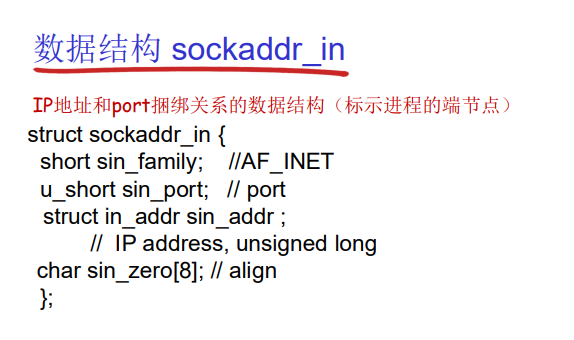 数据结构 sockaddr_in
IP地址和port捆绑关系的数据结构（标示进程的端节点）
struct sockaddr_in {
short sin_family; //AF_INET
u_short sin_port; // port
struct in_addr sin_addr ;
// IP address, unsigned long
char sin_zero[8]; // align
};